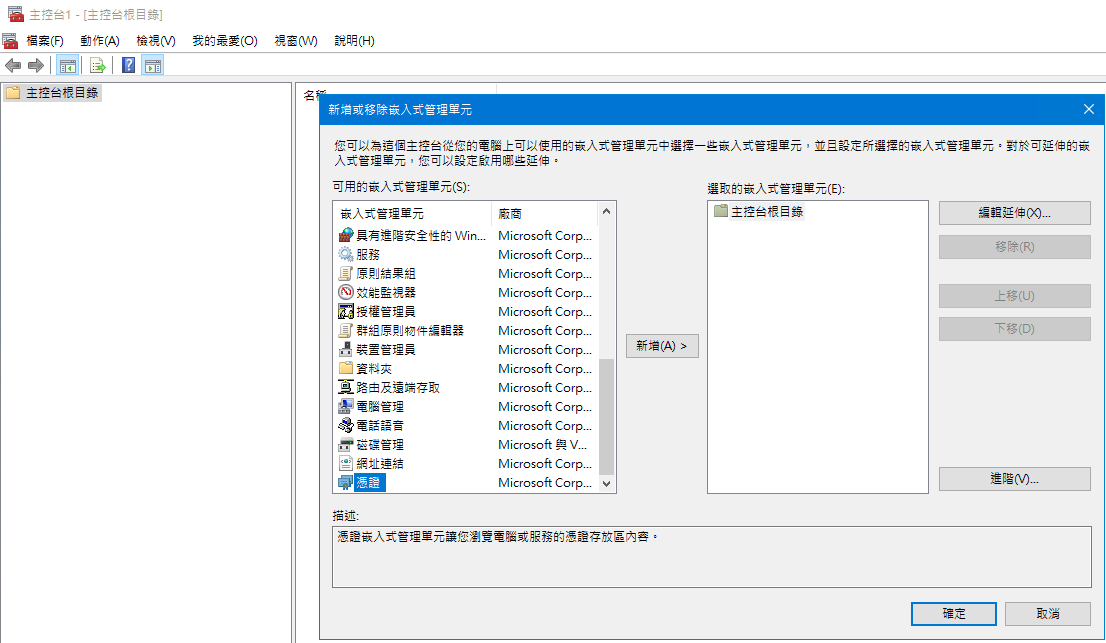 主控台1 - [主控台根目錄]
檔案(F) 動作(A) 檢視(V) 我的最愛(O) 視窗(W) 說明(H)
主控台根目錄
名稱
新增或移除嵌入式管理單元
您可以為這個主控台從您的電腦上可以使用的嵌入式管理單元中選擇一些嵌入式管理單元，並且設定所選擇的嵌入式管理單元。對於可延伸的嵌
入式管理單元，您可以設定啟用哪些延伸。
可用的嵌入式管理單元(S):
嵌入式管理單元 廠商
具有進階安全性的 Win... Microsoft Corp...
服務 Microsoft Corp...
原則結果組 Microsoft Corp...
效能監視器 Microsoft Corp...
授權管理員 Microsoft Corp...
群組原則物件編輯器 Microsoft Corp...
裝置管理員 Microsoft Corp...
資料夾 Microsoft Corp...
路由及遠端存取 Microsoft Corp...
電腦管理 Microsoft Corp...
電話語音 Microsoft Corp...
磁碟管理 Microsoft 與 V...
網址連結 Microsoft Corp...
憑證 Microsoft Corp...
新增(A) >
選取的嵌入式管理單元(E):
主控台根目錄
編輯延伸(X)...
移除(R)
上移(U)
下移(D)
進階(V)...
描述:
憑證嵌入式管理單元讓您瀏覽電腦或服務的憑證存放區內容。
確定
取消